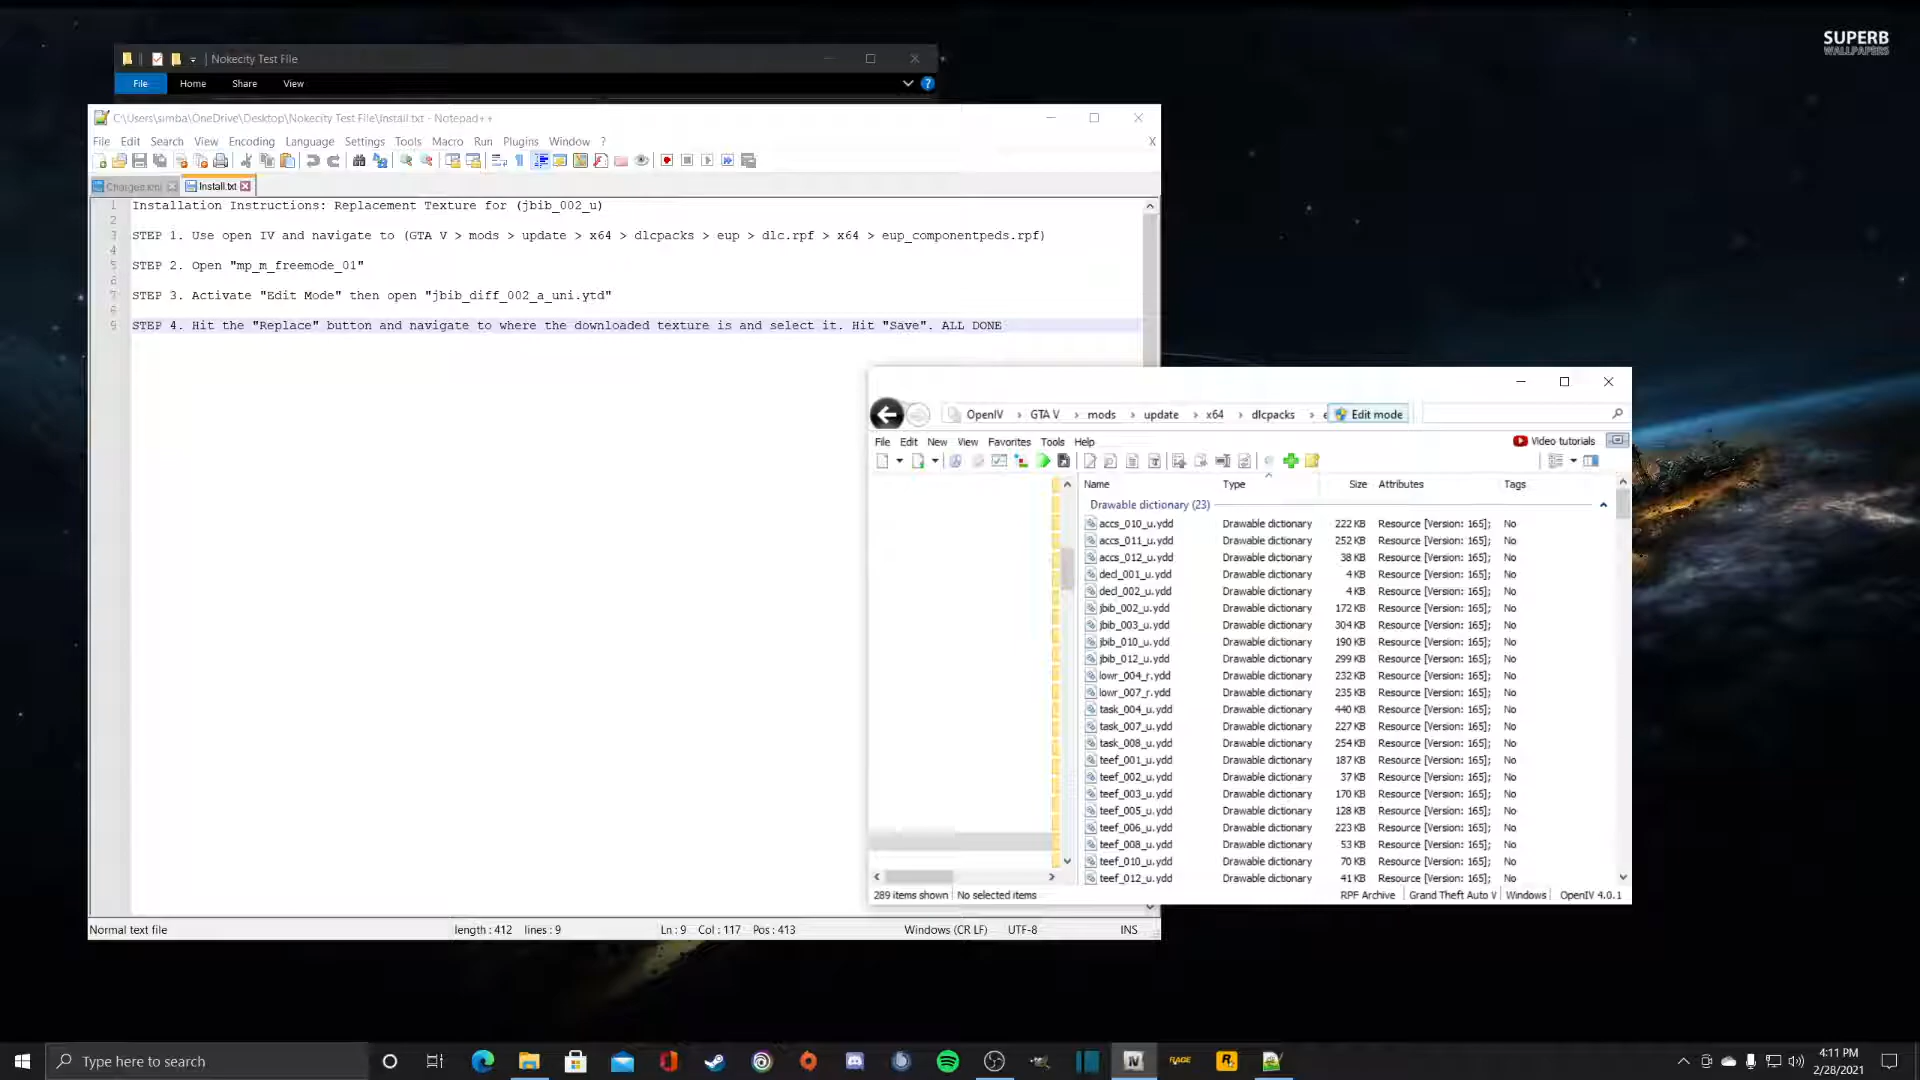 SUPERB
WALLPAPERS
Nokecity Test File
File Home Share View
C:\Users\simba\OneDrive\Desktop\Nokecity Test File\Install.txt - Notepad++
File Edit Search View Encoding Language Settings Tools Macro Run Plugins Window ? X
Charges.xml Install.txt
1 Installation Instructions: Replacement Texture for (jbib_002_u)
2
3 STEP 1. Use open IV and navigate to (GTA V > mods > update > x64 > dlcpacks > eup > dlc.rpf > x64 > eup_componentpeds.rpf)
4
5 STEP 2. Open "mp_m_freemode_01"
6
7 STEP 3. Activate "Edit Mode" then open "jbib_diff_002_a_uni.ytd"
8
9 STEP 4. Hit the "Replace" button and navigate to where the downloaded texture is and select it. Hit "Save". ALL DONE
Normal text file length : 412 lines : 9 Ln : 9 Col : 117 Pos : 413 Windows (CR LF) UTF-8 INS
OpenIV GTA V mods update x64 dlcpacks e Edit mode
File Edit New View Favorites Tools Help Video tutorials
Name Type Size Attributes Tags
Drawable dictionary (23)
accs_010_u.ydd Drawable dictionary 222 KB Resource [Version: 165]; No
accs_011_u.ydd Drawable dictionary 252 KB Resource [Version: 165]; No
accs_012_u.ydd Drawable dictionary 38 KB Resource [Version: 165]; No
decl_001_u.ydd Drawable dictionary 4 KB Resource [Version: 165]; No
decl_002_u.ydd Drawable dictionary 4 KB Resource [Version: 165]; No
jbib_002_u.ydd Drawable dictionary 172 KB Resource [Version: 165]; No
jbib_003_u.ydd Drawable dictionary 304 KB Resource [Version: 165]; No
jbib_010_u.ydd Drawable dictionary 190 KB Resource [Version: 165]; No
jbib_012_u.ydd Drawable dictionary 299 KB Resource [Version: 165]; No
lowr_004_r.ydd Drawable dictionary 232 KB Resource [Version: 165]; No
lowr_007_r.ydd Drawable dictionary 235 KB Resource [Version: 165]; No
task_004_u.ydd Drawable dictionary 440 KB Resource [Version: 165]; No
task_007_u.ydd Drawable dictionary 227 KB Resource [Version: 165]; No
task_008_u.ydd Drawable dictionary 254 KB Resource [Version: 165]; No
teef_001_u.ydd Drawable dictionary 187 KB Resource [Version: 165]; No
teef_002_u.ydd Drawable dictionary 37 KB Resource [Version: 165]; No
teef_003_u.ydd Drawable dictionary 170 KB Resource [Version: 165]; No
teef_005_u.ydd Drawable dictionary 128 KB Resource [Version: 165]; No
teef_006_u.ydd Drawable dictionary 223 KB Resource [Version: 165]; No
teef_008_u.ydd Drawable dictionary 53 KB Resource [Version: 165]; No
teef_010_u.ydd Drawable dictionary 70 KB Resource [Version: 165]; No
teef_012_u.ydd Drawable dictionary 41 KB Resource [Version: 165]; No
289 items shown No selected items RPF Archive Grand Theft Auto V Windows OpenIV 4.0.1
Type here to search IV RAGE R 4:11 PM
2/28/2021